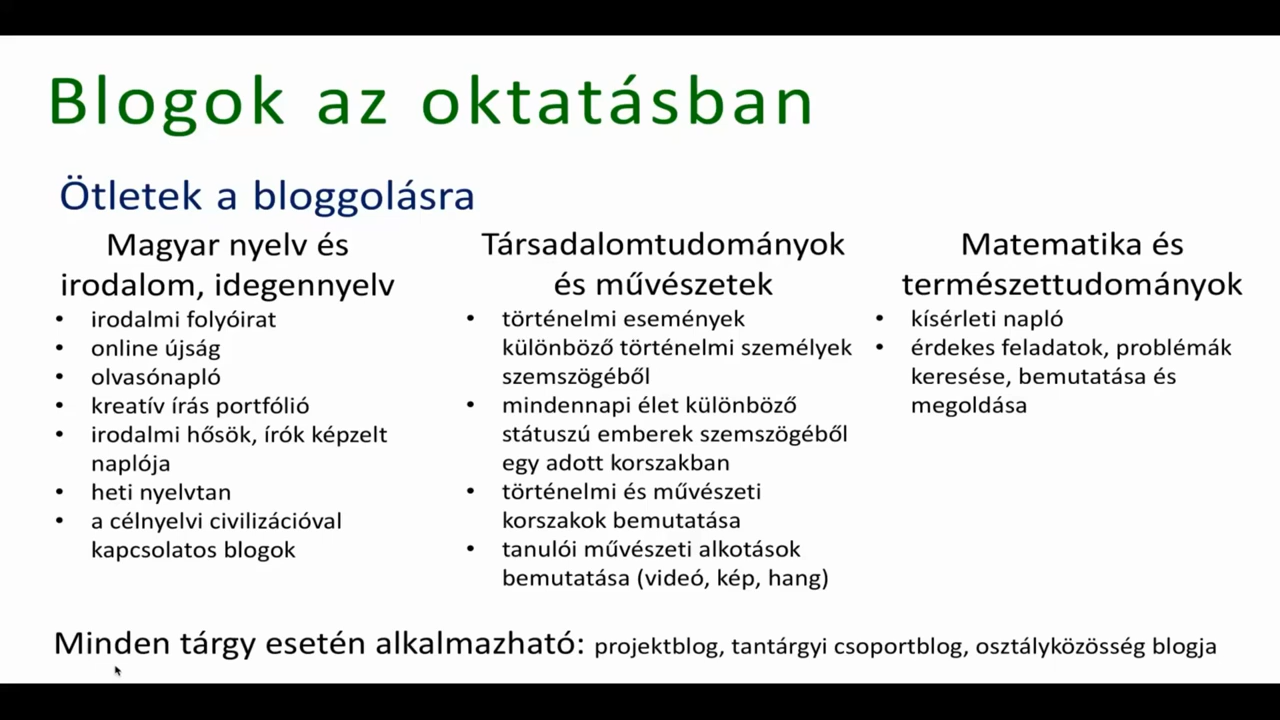 Blogok az oktatásban
Ötletek a bloggolásra
Magyar nyelv és
irodalom, idegennyelv
• irodalmi folyóirat
• online újság
• olvasónapló
• kreatív írás portfólió
• irodalmi hősök, írók képzelt
naplója
• heti nyelvtan
• a célnyelvi civilizációval
kapcsolatos blogok
Társadalomtudományok
és művészetek
• történelmi események
különböző történelmi személyek
szemszögéből
• mindennapi élet különböző
státuszú emberek szemszögéből
egy adott korszakban
• történelmi és művészeti
korszakok bemutatása
• tanulói művészeti alkotások
bemutatása (videó, kép, hang)
Matematika és
természettudományok
• kísérleti napló
• érdekes feladatok, problémák
keresése, bemutatása és
megoldása
Minden tárgy esetén alkalmazható: projektblog, tantárgyi csoportblog, osztályközösség blogja